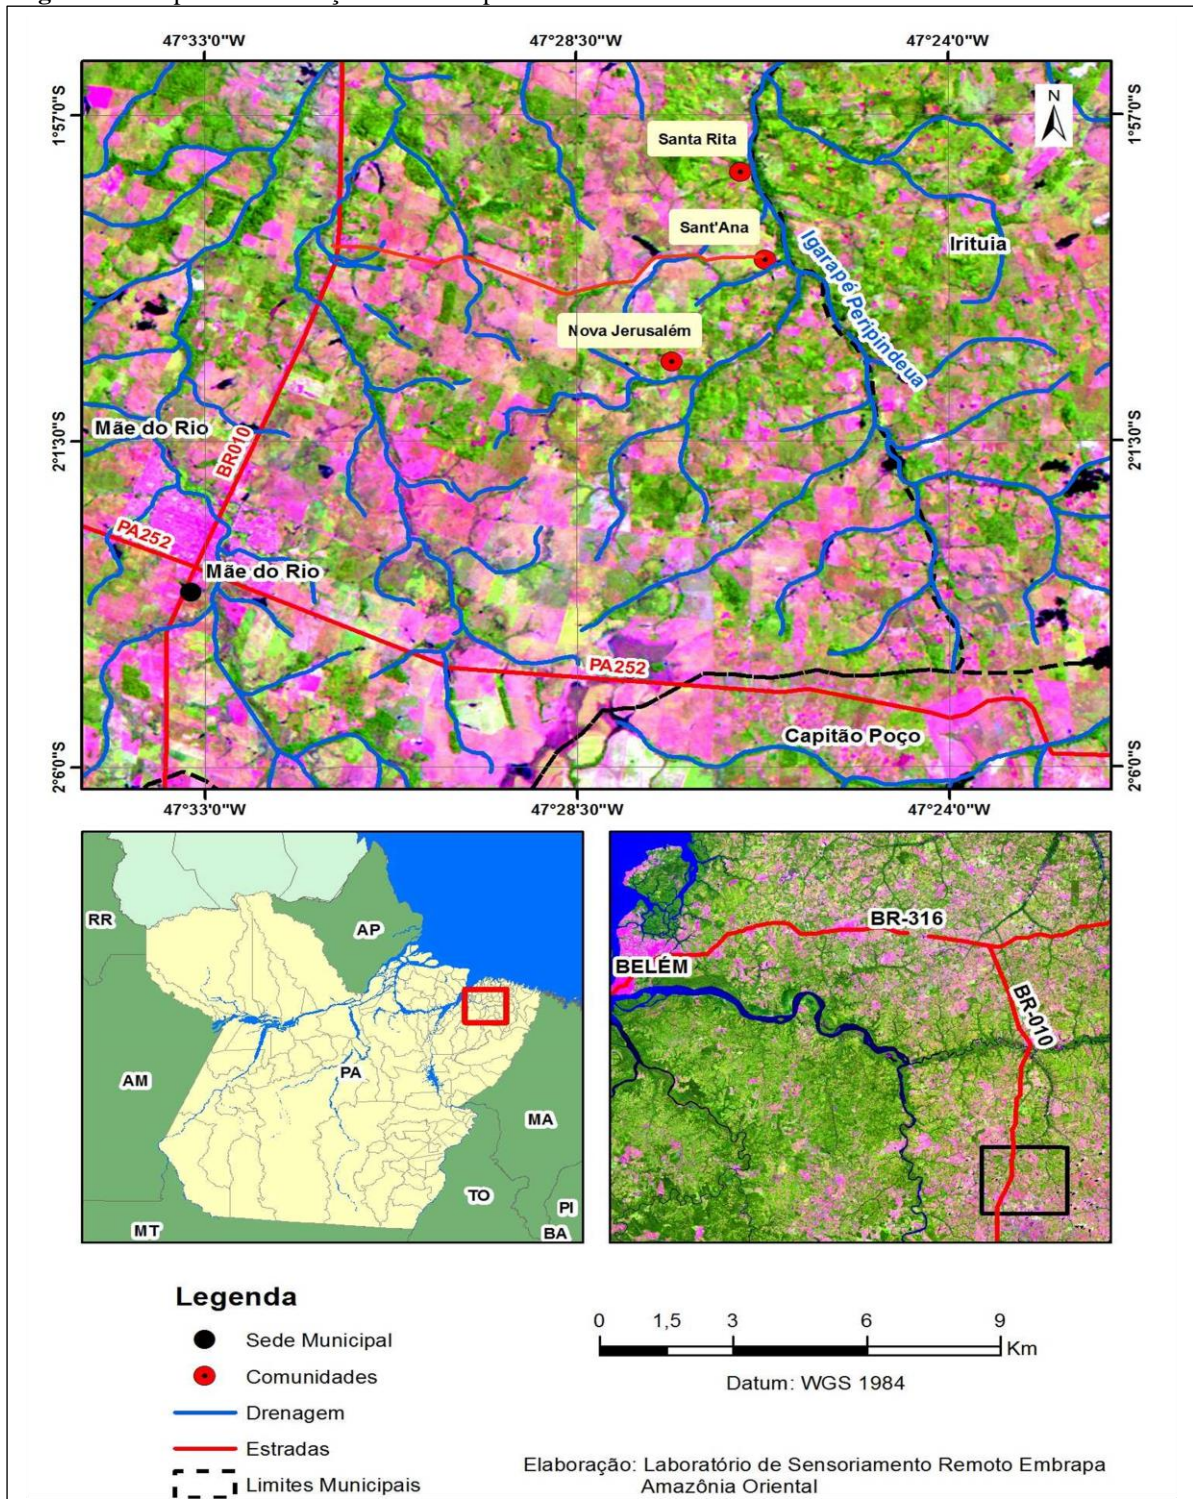 47°33'0"W
47°28'30"W
47°24'0"W
1°57'0"S
1°57'0"S
N
Santa Rita
Sant'Ana
Irituia
Igarapé Peripindeua
Nova Jerusalém
Mãe do Rio
BR010
2°1'30"S
2°1'30"S
PA252
Mãe do Rio
PA252
Capitão Poço
2°6'0"S
2°6'0"S
47°33'0"W
47°28'30"W
47°24'0"W
RR
AP
AM
PA
MA
TO
PI
MT
BA
BR-316
BELÉM
BR-010
Legenda
Sede Municipal
Comunidades
Drenagem
Estradas
Limites Municipais
0 1,5 3 6 9
Km
Datum: WGS 1984
Elaboração: Laboratório de Sensoriamento Remoto Embrapa
Amazônia Oriental